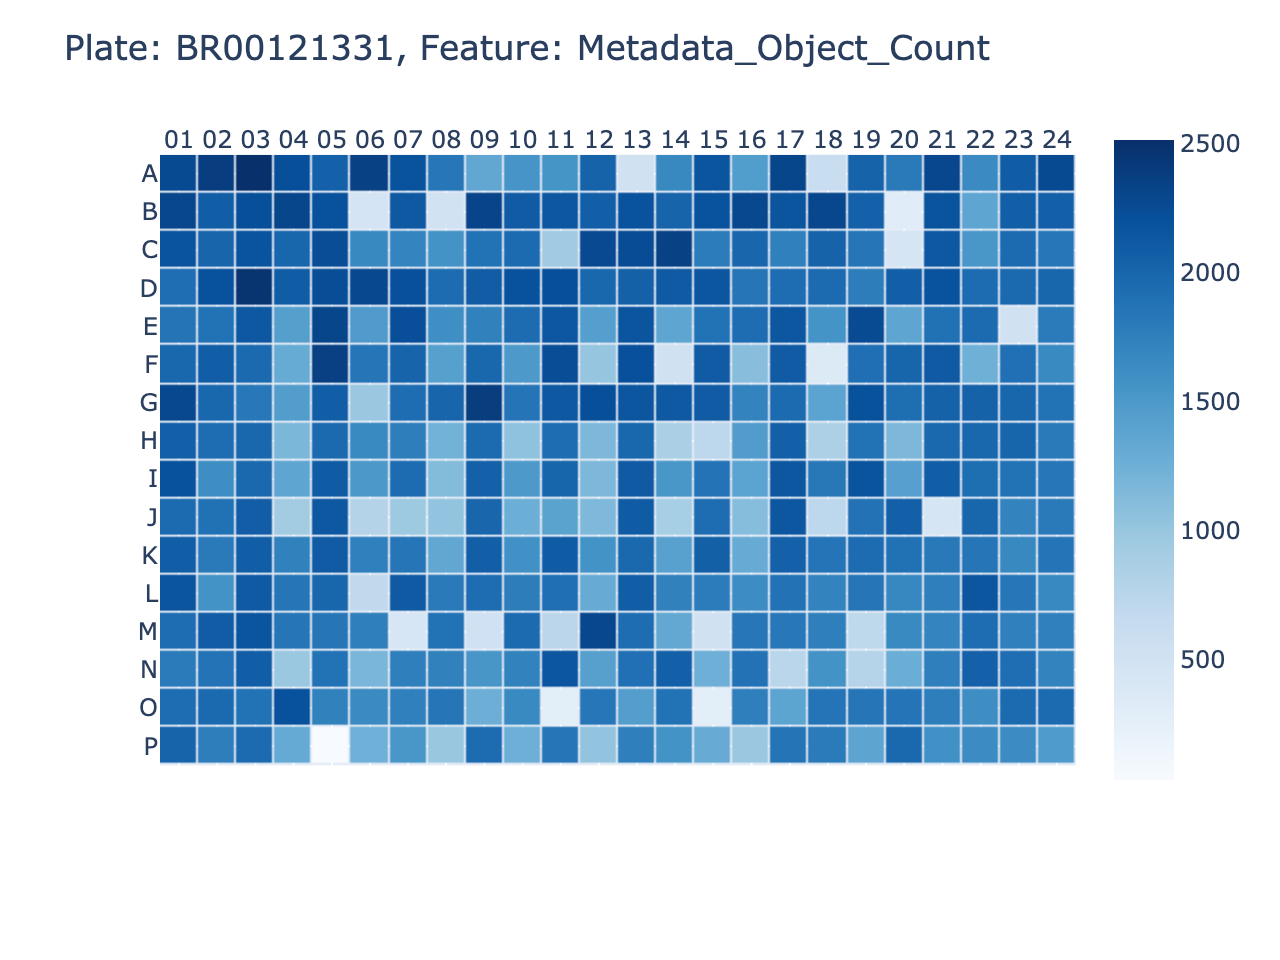 Plate: BR00121331, Feature: Metadata_Object_Count
01 02 03 04 05 06 07 08 09 10 11 12 13 14 15 16 17 18 19 20 21 22 23 24
A
B
C
D
E
F
G
H
I
J
K
L
M
N
O
P
2500
2000
1500
1000
500